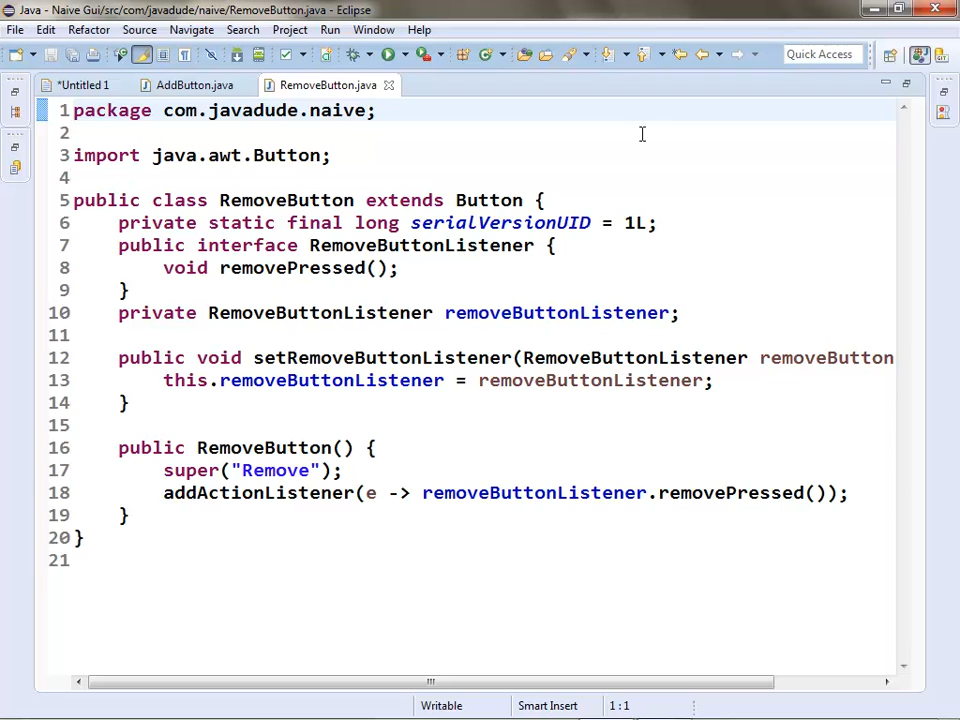 Java - Naive Gui/src/com/javadude/naive/RemoveButton.java - Eclipse
File Edit Refactor Source Navigate Search Project Run Window Help
Quick Access
*Untitled 1 AddButton.java RemoveButton.java
1 package com.javadude.naive;
2
3 import java.awt.Button;
4
5 public class RemoveButton extends Button {
6 private static final long serialVersionUID = 1L;
7 public interface RemoveButtonListener {
8 void removePressed();
9 }
10 private RemoveButtonListener removeButtonListener;
11
12 public void setRemoveButtonListener(RemoveButtonListener removeButton
13 this.removeButtonListener = removeButtonListener;
14 }
15
16 public RemoveButton() {
17 super("Remove");
18 addActionListener(e -> removeButtonListener.removePressed());
19 }
20 }
21
Writable Smart Insert 1 : 1